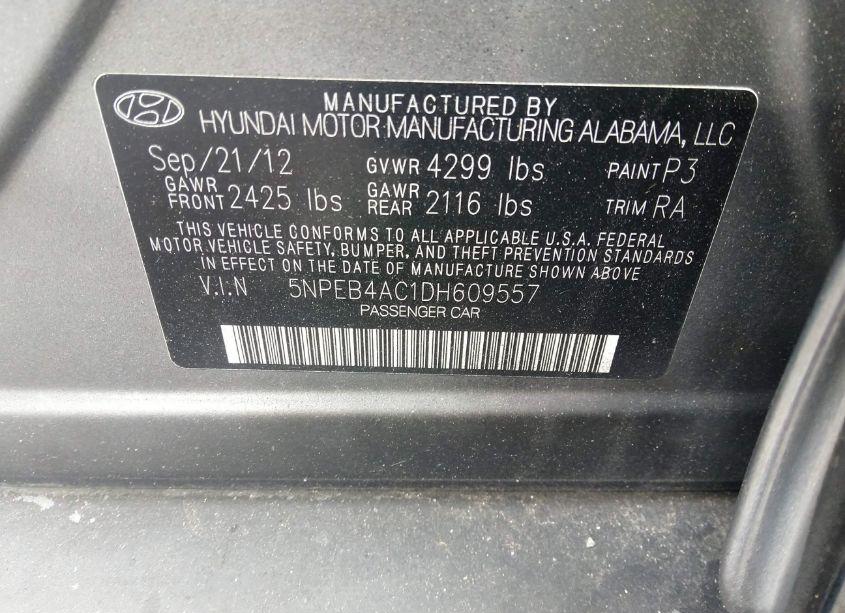 MANUFACTURED BY
HYUNDAI MOTOR MANUFACTURING ALABAMA, LLC
Sep/21/12 GVWR 4299 lbs PAINT P3
GAWR FRONT 2425 lbs GAWR REAR 2116 lbs TRIM RA
THIS VEHICLE CONFORMS TO ALL APPLICABLE U.S.A. FEDERAL
MOTOR VEHICLE SAFETY, BUMPER, AND THEFT PREVENTION STANDARDS
IN EFFECT ON THE DATE OF MANUFACTURE SHOWN ABOVE.
V.I.N 5NPEB4AC1DH609557
PASSENGER CAR